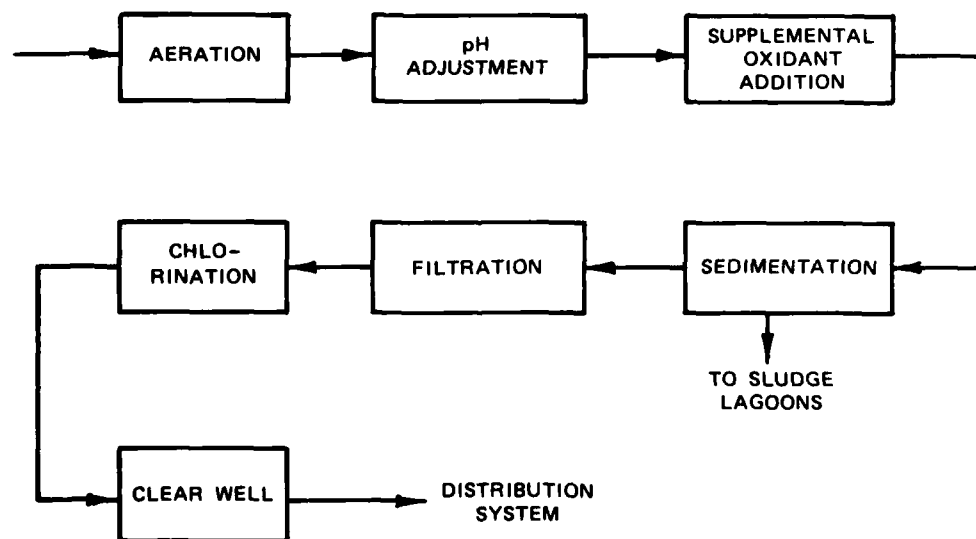 AERATION
pH
ADJUSTMENT
SUPPLEMENTAL
OXIDANT
ADDITION
CHLO-
RINATION
FILTRATION
SEDIMENTATION
TO SLUDGE
LAGOONS
CLEAR WELL
DISTRIBUTION
SYSTEM